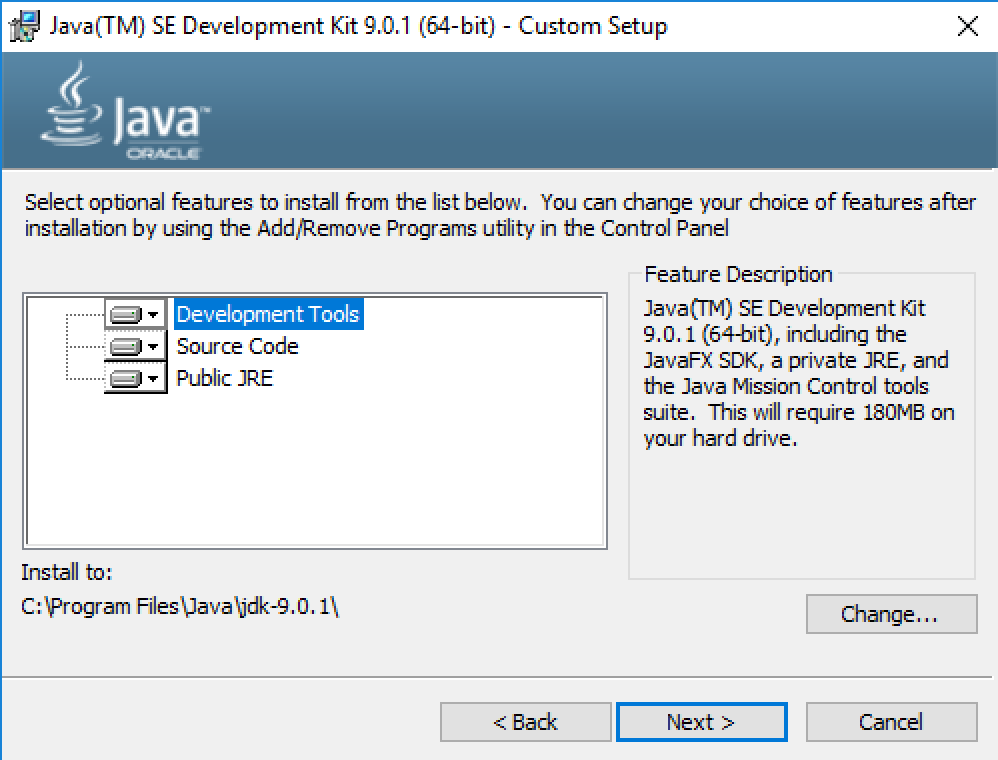 Java(TM) SE Development Kit 9.0.1 (64-bit) - Custom Setup
Java™
ORACLE
Select optional features to install from the list below.  You can change your choice of features after
installation by using the Add/Remove Programs utility in the Control Panel
Development Tools
Source Code
Public JRE
Feature Description
Java(TM) SE Development Kit
9.0.1 (64-bit), including the
JavaFX SDK, a private JRE, and
the Java Mission Control tools
suite.  This will require 180MB on
your hard drive.
Install to:
C:\Program Files\Java\jdk-9.0.1\
Change...
< Back
Next >
Cancel